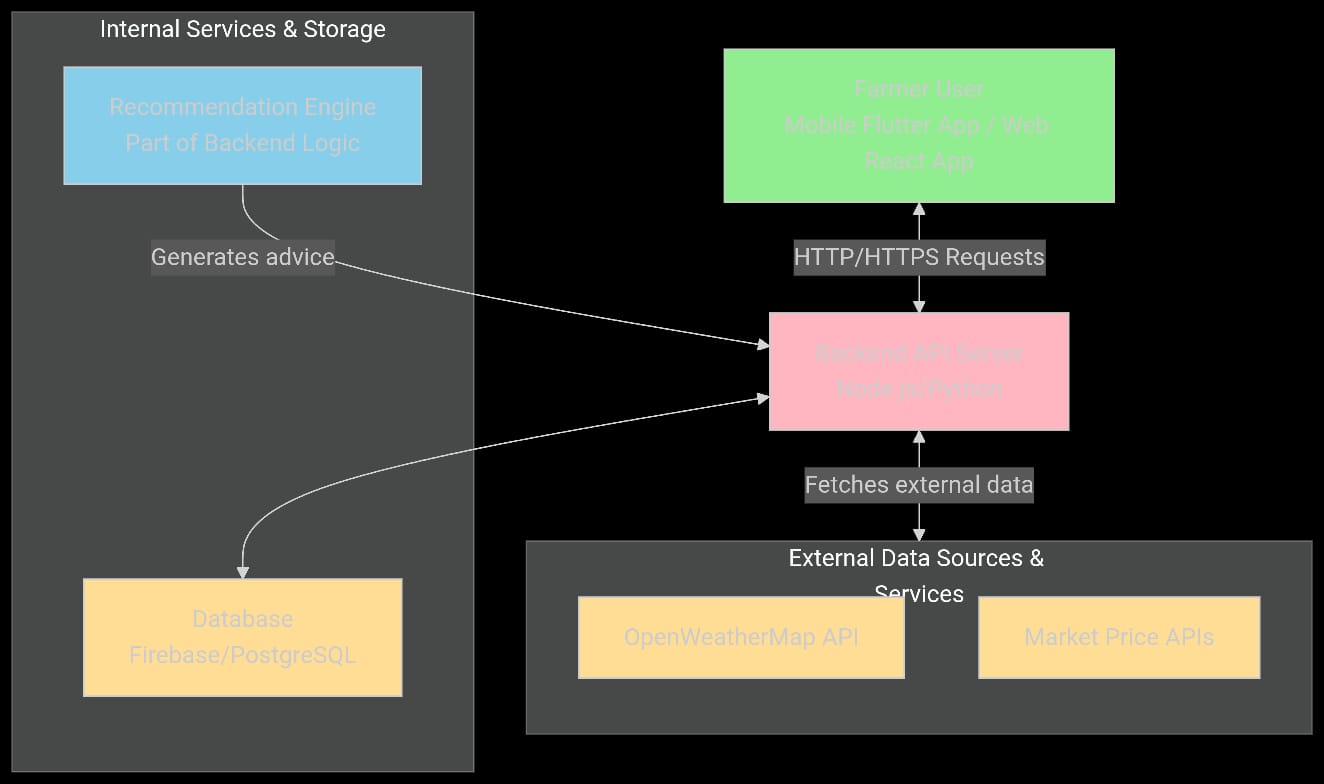 Internal Services & Storage
Recommendation Engine
Part of Backend Logic
Generates advice
Database
Firebase/PostgreSQL
Farmer User
Mobile Flutter App / Web
React App
HTTP/HTTPS Requests
Backend API Server
Node.js/Python
Fetches external data
External Data Sources &
Services
OpenWeatherMap API
Market Price APIs